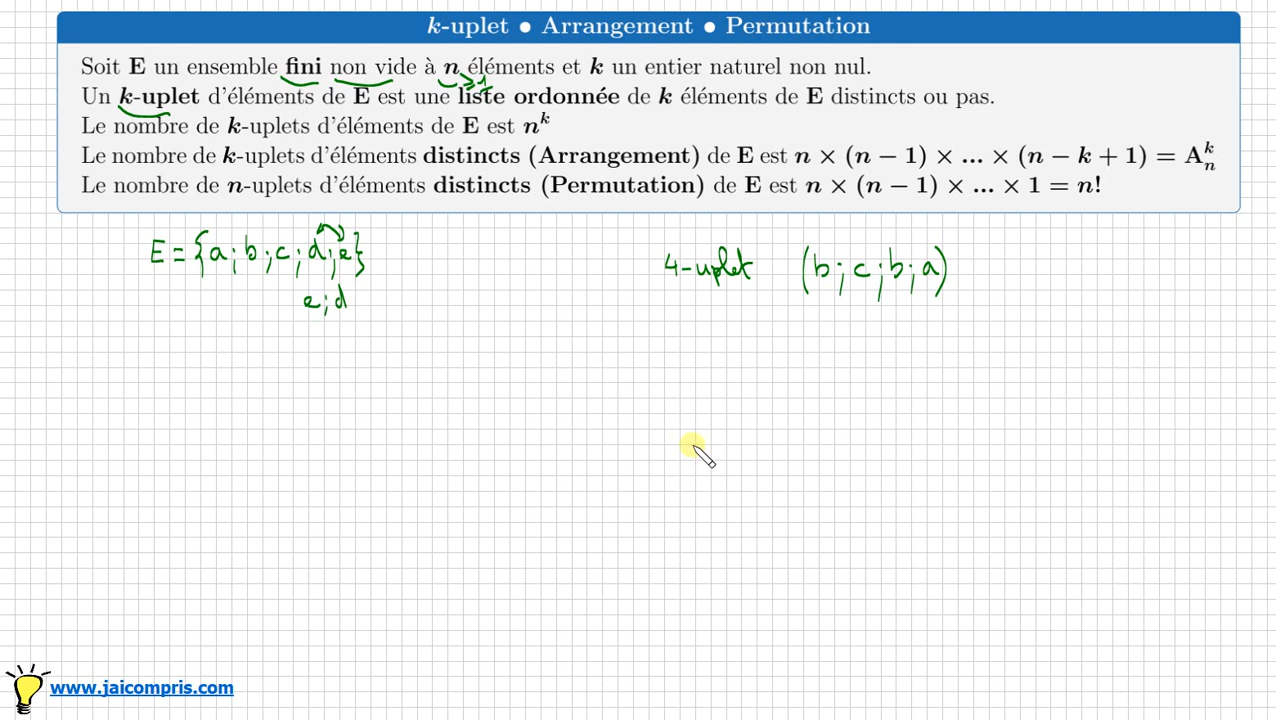 k-uplet • Arrangement • Permutation
Soit E un ensemble fini non vide à n éléments et k un entier naturel non nul.
⩾1
Un k-uplet d'éléments de E est une liste ordonnée de k éléments de E distincts ou pas.
Le nombre de k-uplets d'éléments de E est n^k
Le nombre de k-uplets d'éléments distincts (Arrangement) de E est n × (n − 1) × ... × (n − k + 1) = A_n^k
Le nombre de n-uplets d'éléments distincts (Permutation) de E est n × (n − 1) × ... × 1 = n!
E = {a ; b ; c ; d ; e}
4-uplet (b ; c ; b ; a)
e ; d
www.jaicompris.com